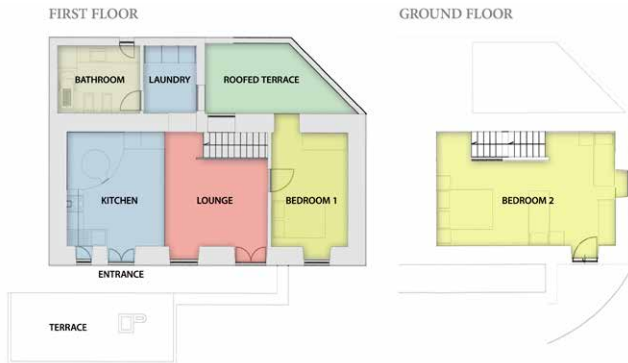 FIRST FLOOR
GROUND FLOOR
BATHROOM
LAUNDRY
ROOFED TERRACE
KITCHEN
LOUNGE
BEDROOM 1
BEDROOM 2
ENTRANCE
TERRACE